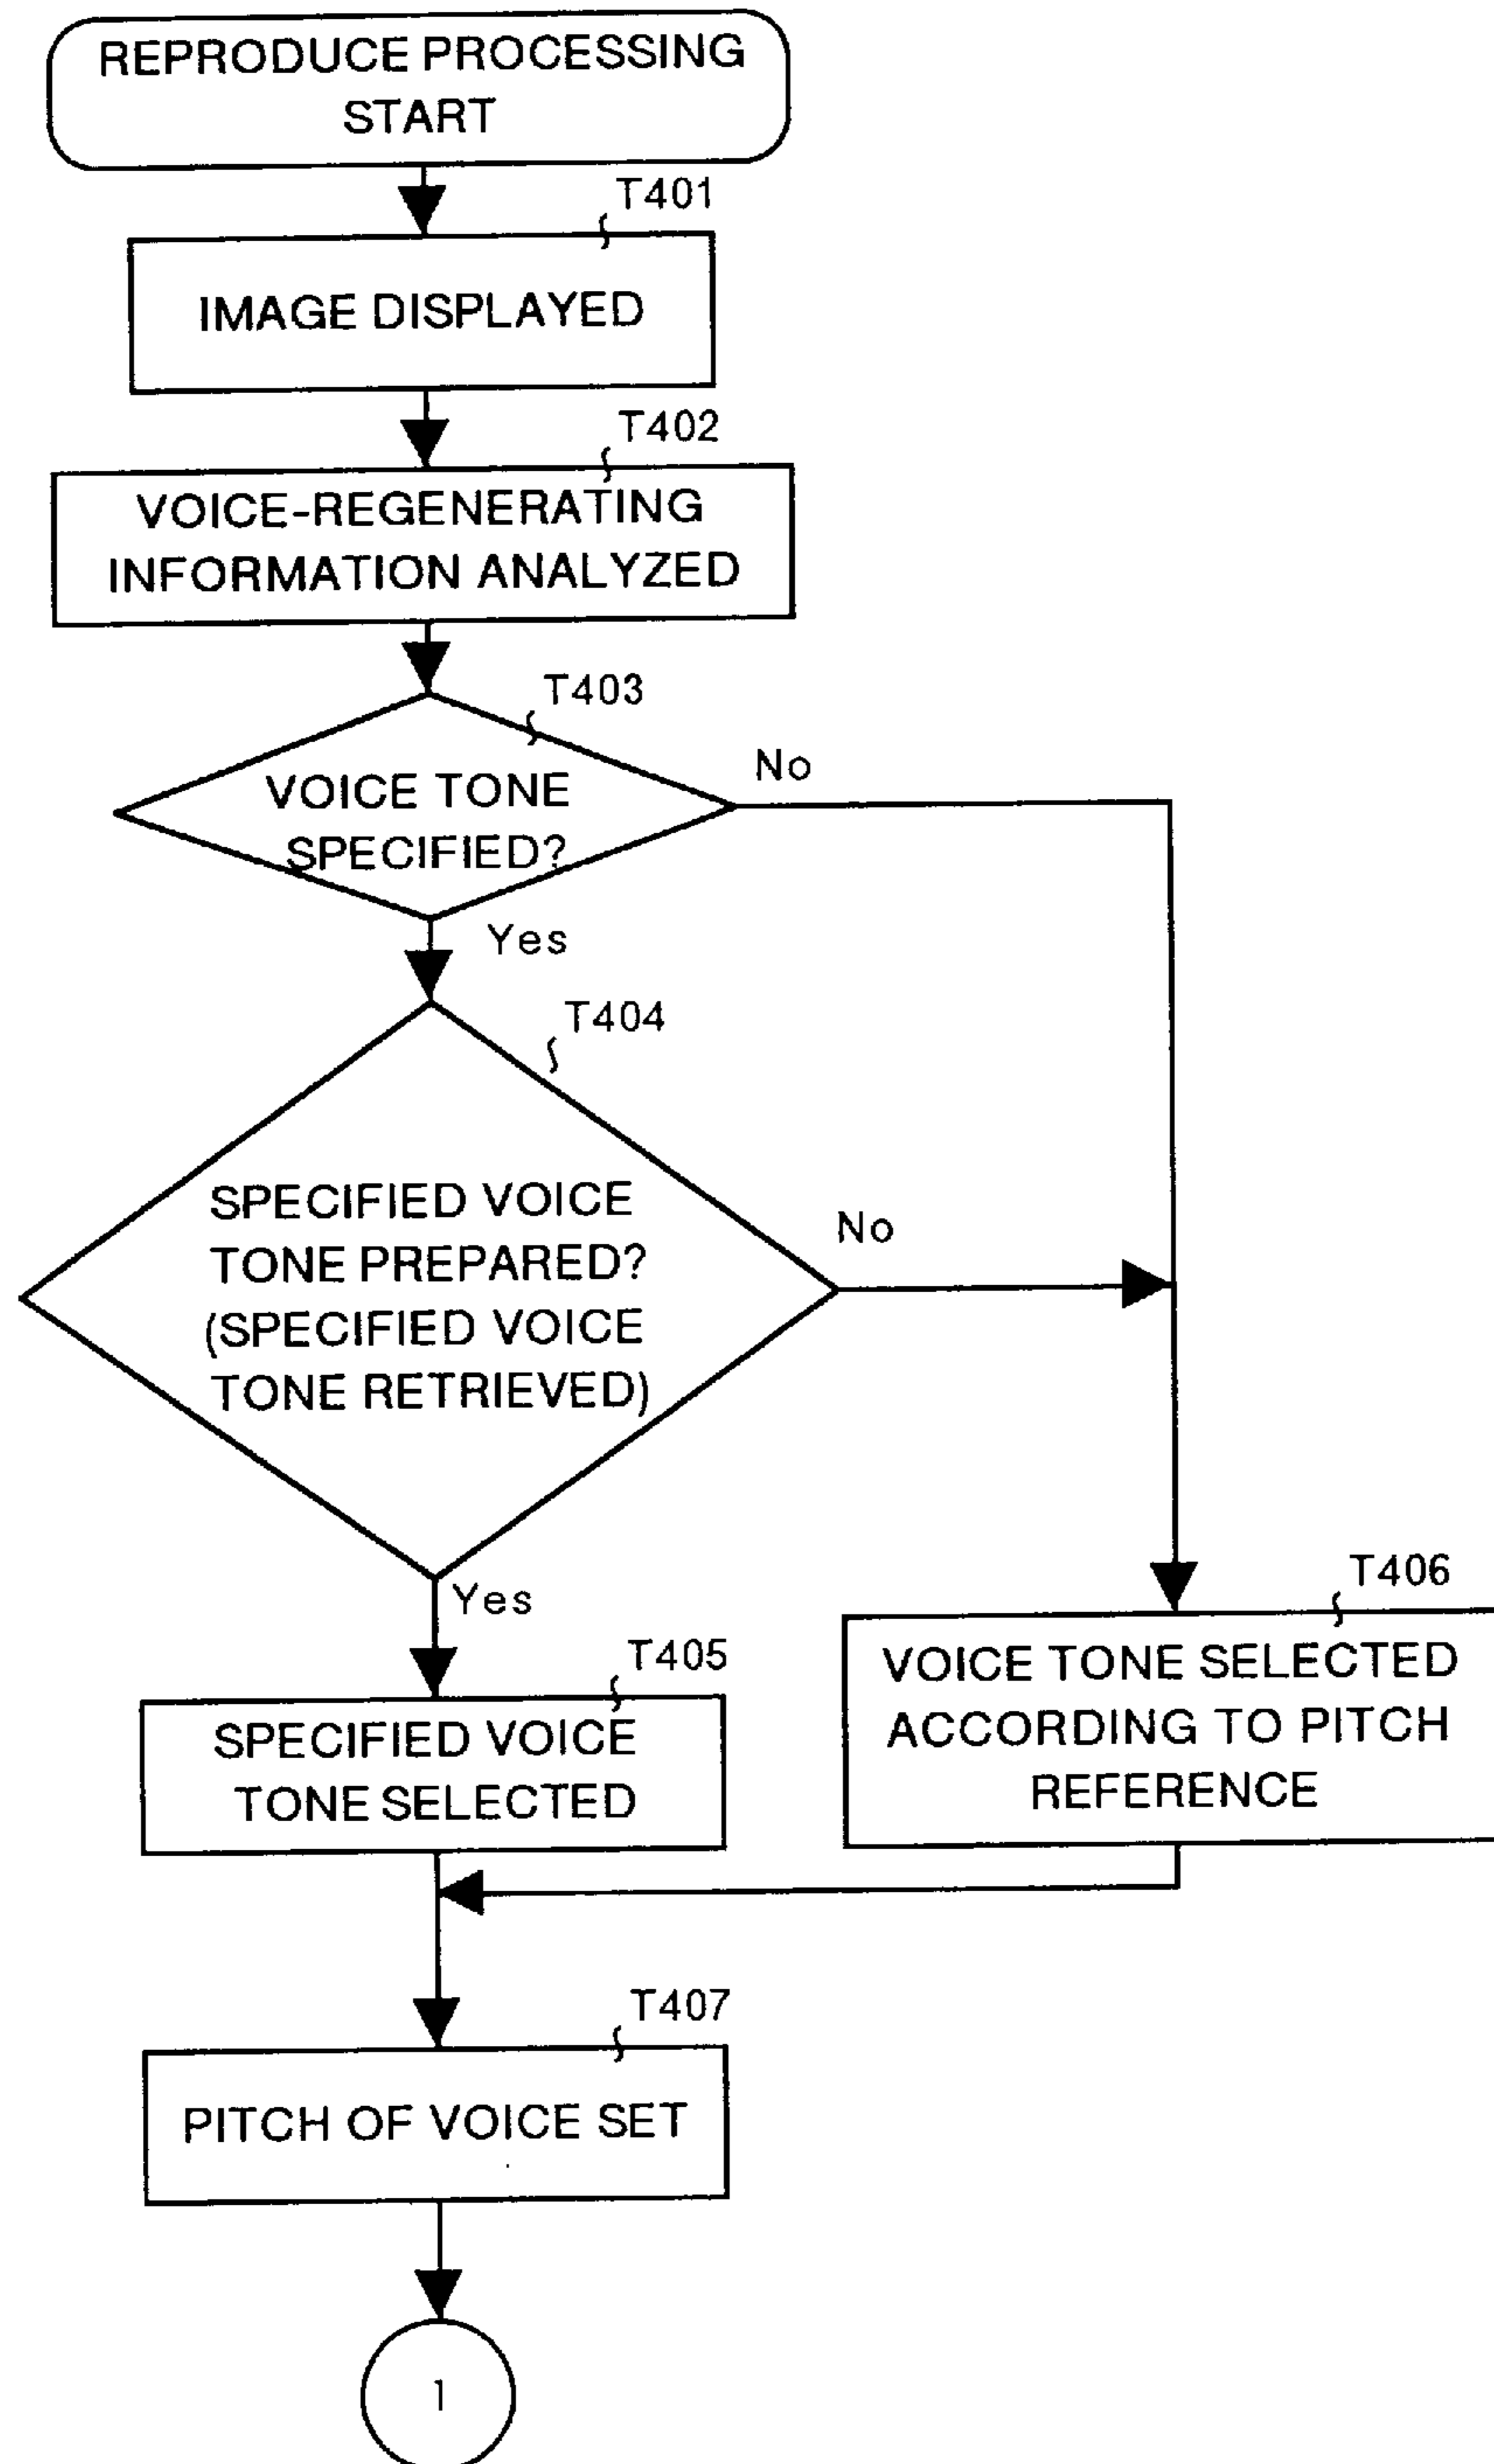 REPRODUCE PROCESSING
START
T401
IMAGE DISPLAYED
T402
VOICE-REGENERATING
INFORMATION ANALYZED
T403
VOICE TONE
SPECIFIED?
No
Yes
T404
SPECIFIED VOICE
TONE PREPARED?
(SPECIFIED VOICE
TONE RETRIEVED)
No
Yes
T405
SPECIFIED VOICE
TONE SELECTED
T406
VOICE TONE SELECTED
ACCORDING TO PITCH
REFERENCE
T407
PITCH OF VOICE SET
1